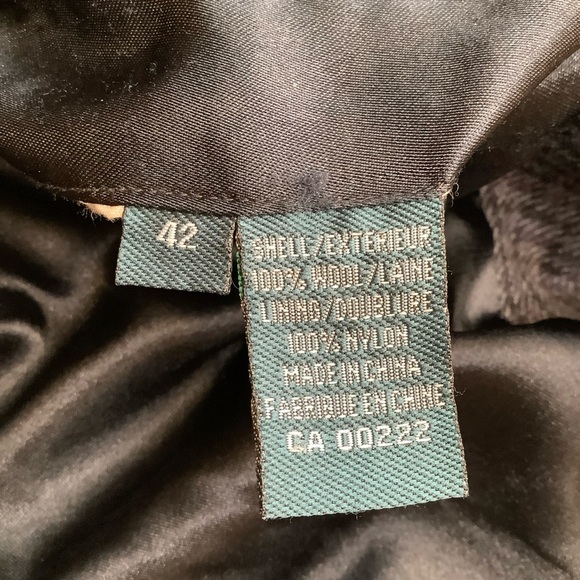 42
SHELL/EXTERIEUR
100% WOOL/LAINE
LINING/DOUBLURE
100% NYLON
MADE IN CHINA
FABRIQUE EN CHINE
CA 00222